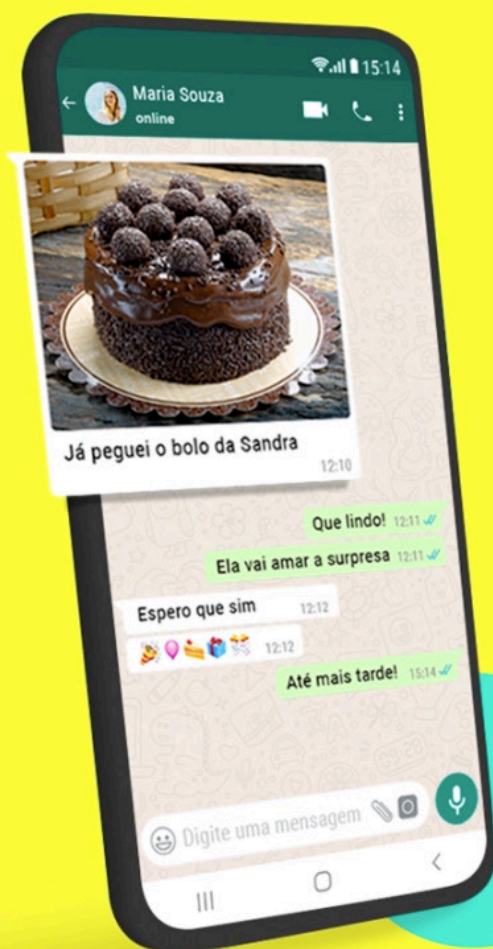 15:14
Maria Souza
online
Já peguei o bolo da Sandra
12:10
Que lindo! 12:11
Ela vai amar a surpresa 12:11
Espero que sim 12:12
12:12
Até mais tarde! 15:14
Digite uma mensagem